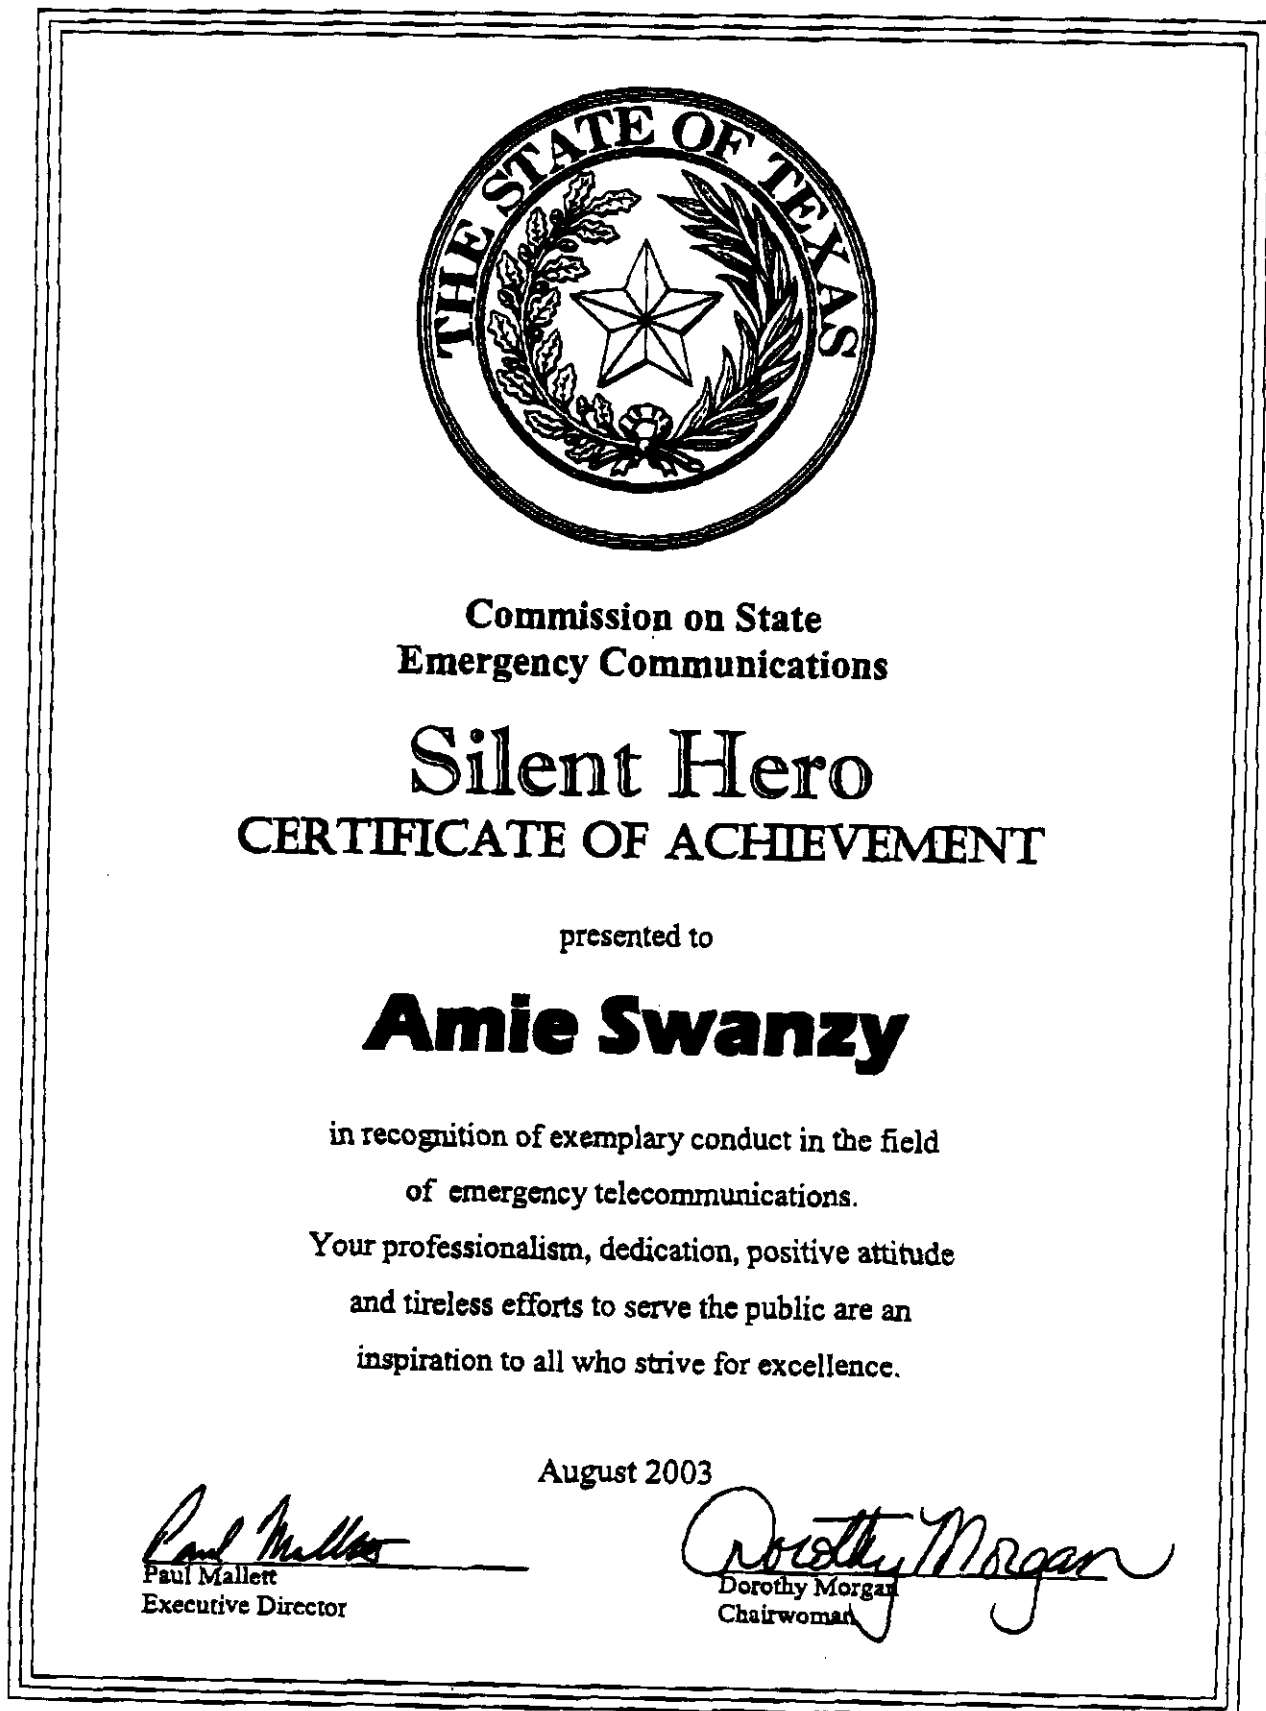 THE STATE OF TEXAS
Commission on State
Emergency Communications
Silent Hero
CERTIFICATE OF ACHIEVEMENT
presented to
Amie Swanzy
in recognition of exemplary conduct in the field
of emergency telecommunications.
Your professionalism, dedication, positive attitude
and tireless efforts to serve the public are an
inspiration to all who strive for excellence.
August 2003
Paul Mallett
Dorothy Morgan
Paul Mallett
Executive Director
Dorothy Morgan
Chairwoman